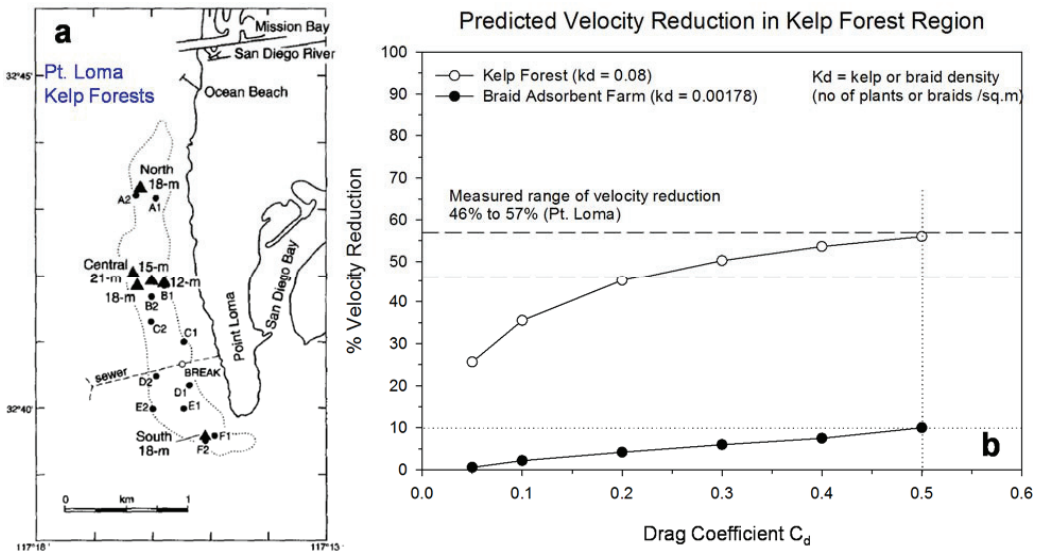 a
Pt. Loma
Kelp Forests
Mission Bay
San Diego River
Ocean Beach
32°45'
North
18-m
A2
A1
Central
21-m
15-m
18-m
12-m
B1
B2
C2
C1
Point Loma
San Diego Bay
sewer
BREAK
D2
D1
E2
E1
32°40'
South
18-m
F1
F2
0 km 1
117°18'
117°13'
Predicted Velocity Reduction in Kelp Forest Region
Kelp Forest (kd = 0.08)
Braid Adsorbent Farm (kd = 0.00178)
Kd = kelp or braid density
(no of plants or braids /sq.m)
Measured range of velocity reduction
46% to 57% (Pt. Loma)
% Velocity Reduction
100
90
80
70
60
50
40
30
20
10
0
10
b
0.0 0.1 0.2 0.3 0.4 0.5 0.6
Drag Coefficient C_d